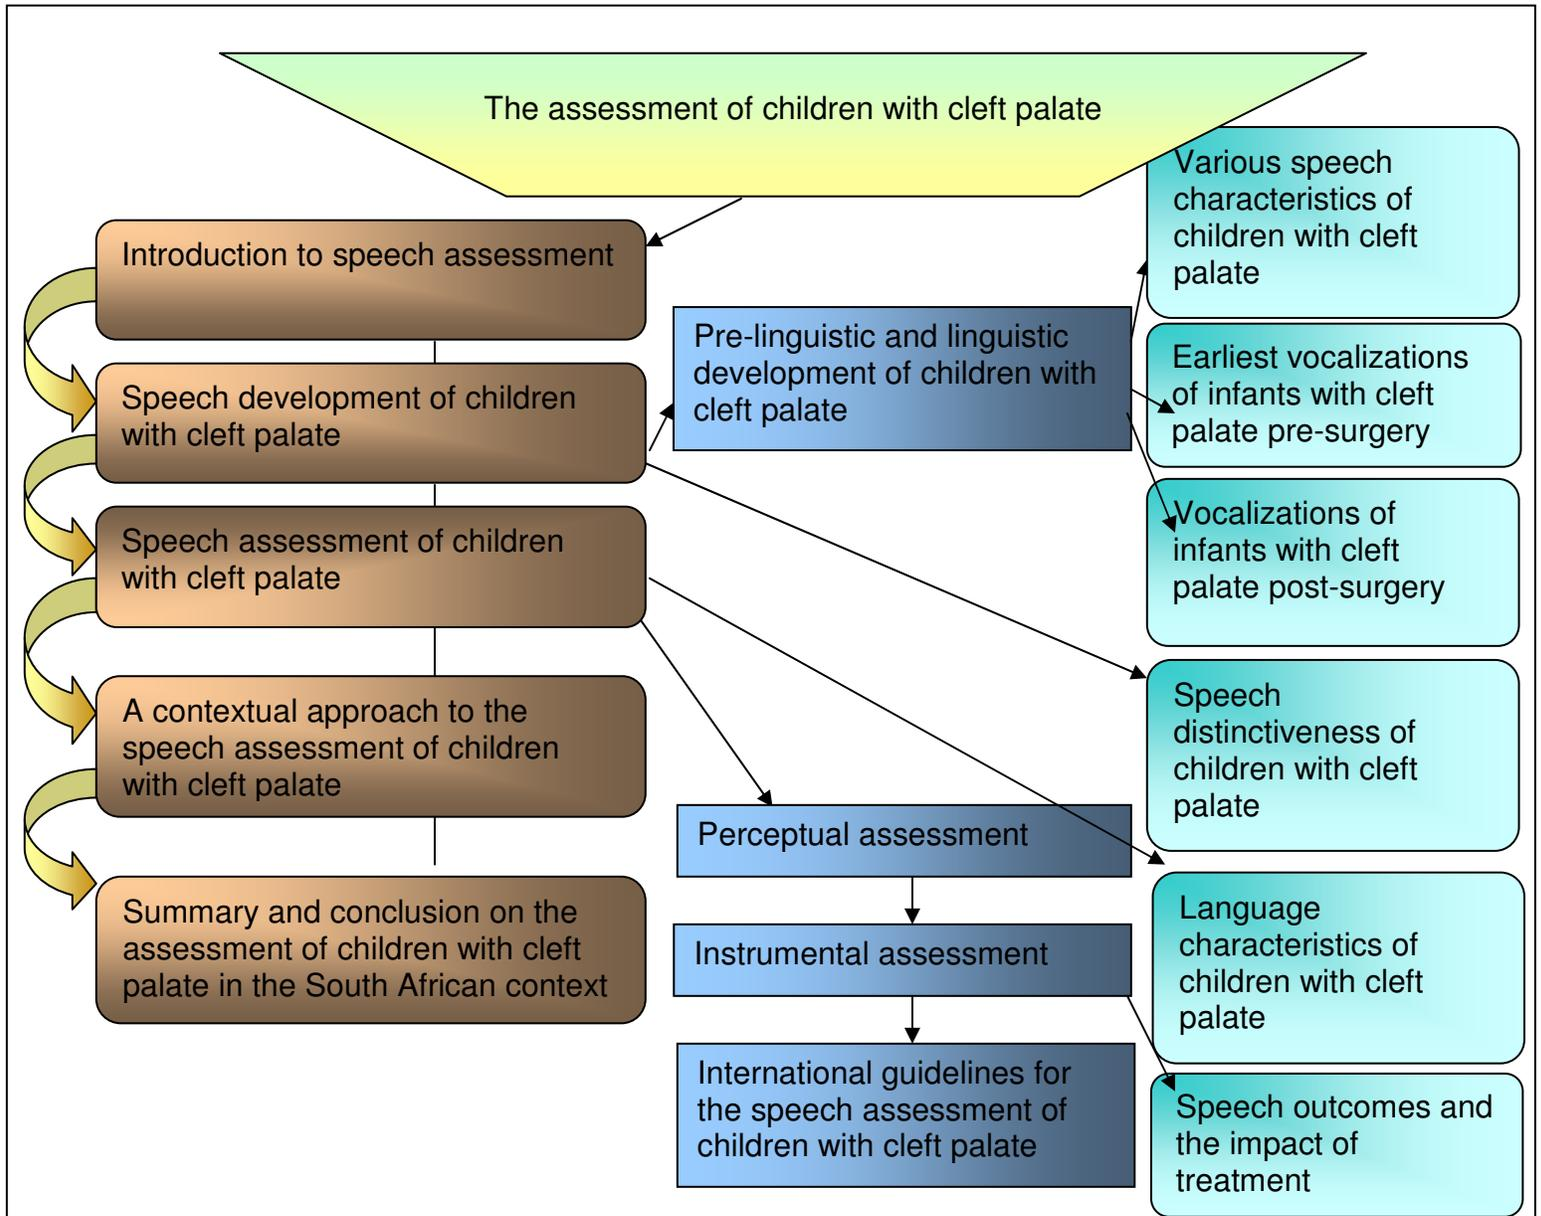 The assessment of children with cleft palate
Introduction to speech assessment
Speech development of children
with cleft palate
Speech assessment of children
with cleft palate
A contextual approach to the
speech assessment of children
with cleft palate
Summary and conclusion on the
assessment of children with cleft
palate in the South African context
Pre-linguistic and linguistic
development of children with
cleft palate
Perceptual assessment
Instrumental assessment
International guidelines for
the speech assessment of
children with cleft palate
Various speech
characteristics of
children with cleft
palate
Earliest vocalizations
of infants with cleft
palate pre-surgery
Vocalizations of
infants with cleft
palate post-surgery
Speech
distinctiveness of
children with cleft
palate
Language
characteristics of
children with cleft
palate
Speech outcomes and
the impact of
treatment